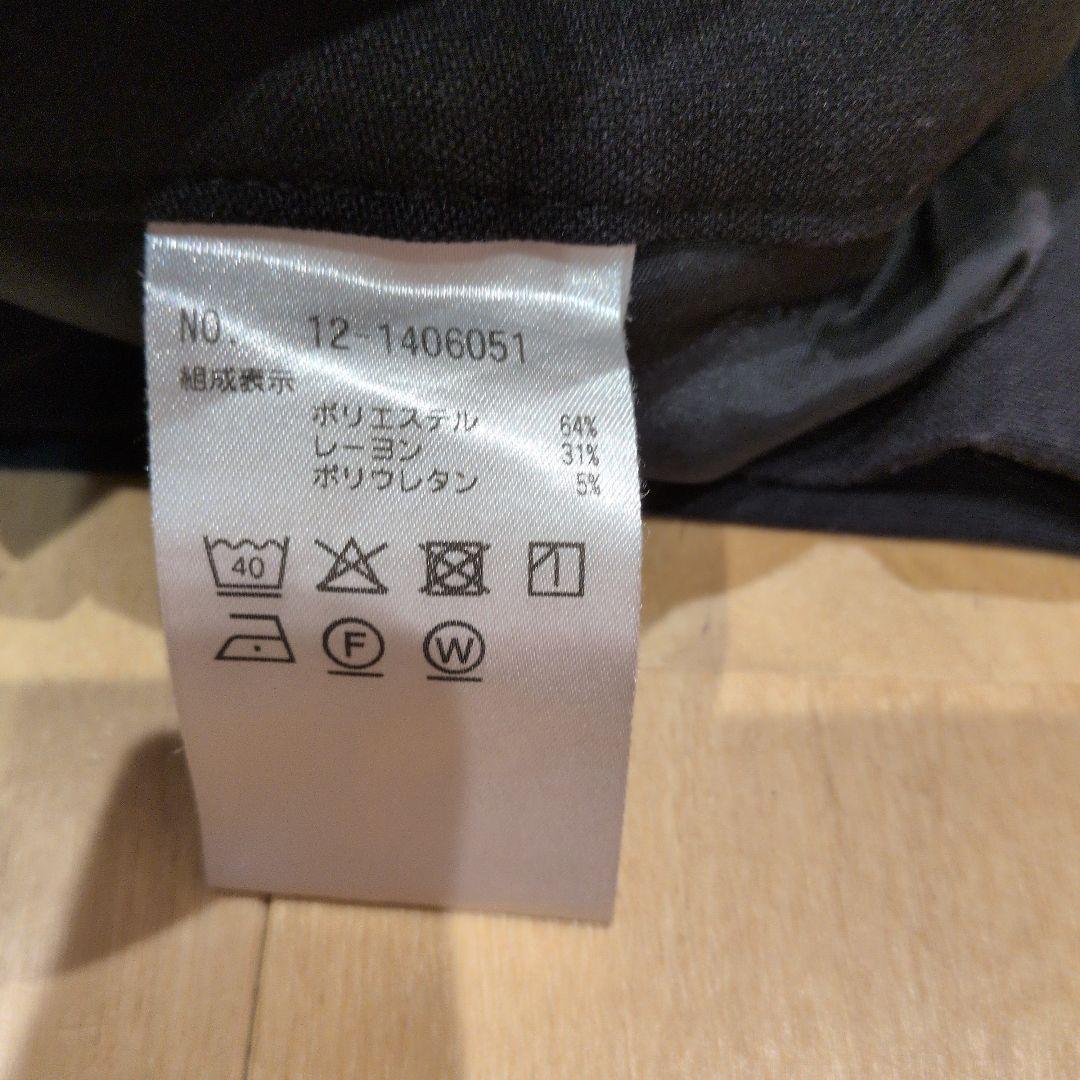 NO. 12-1406051
組成表示
ポリエステル 64%
レーヨン 31%
ポリウレタン 5%
40
F W